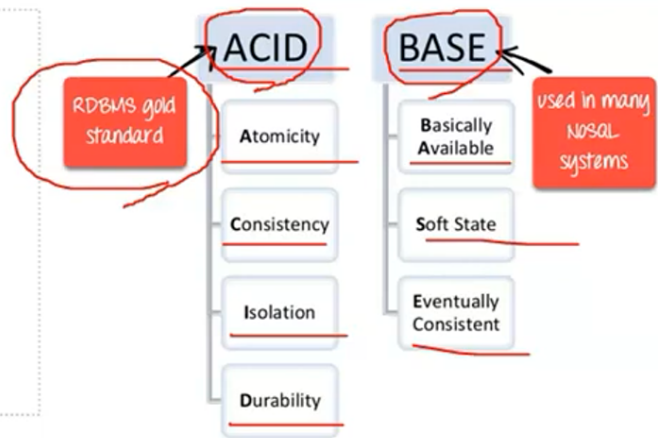 ACID
BASE
RDBMS gold
standard
used in many
NoSQL
systems
Atomicity
Consistency
Isolation
Durability
Basically
Available
Soft State
Eventually
Consistent